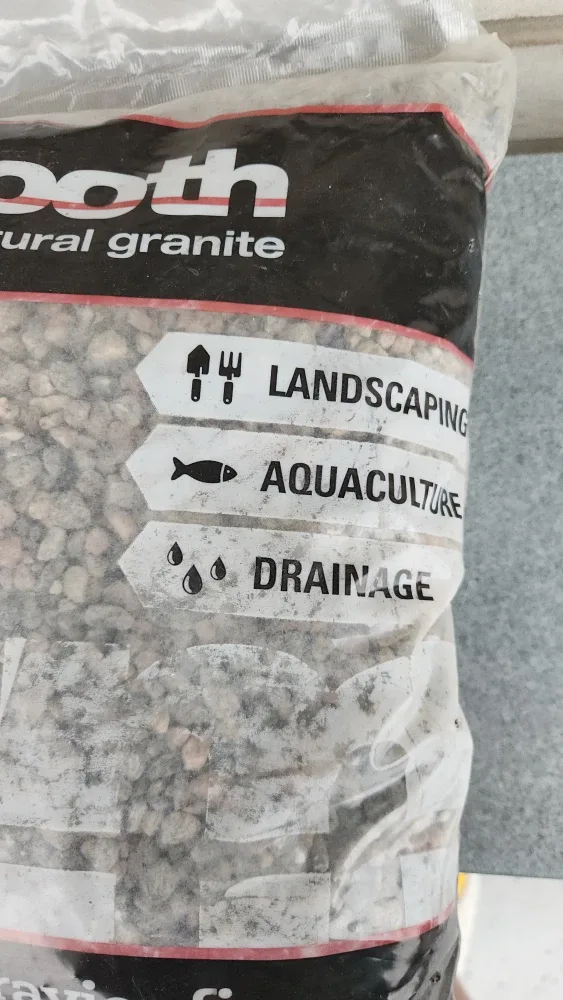 ooth
tural granite
LANDSCAPING
AQUACULTURE
DRAINAGE